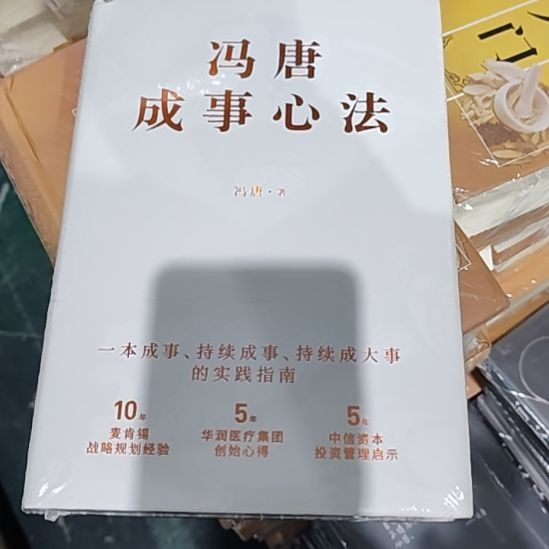 冯唐
成事心法
冯唐·著
一本成事、持续成事、持续成大事
的实践指南
10年
麦肯锡
战略规划经验
5年
华润医疗集团
创始心得
5年
中信资本
投资管理启示